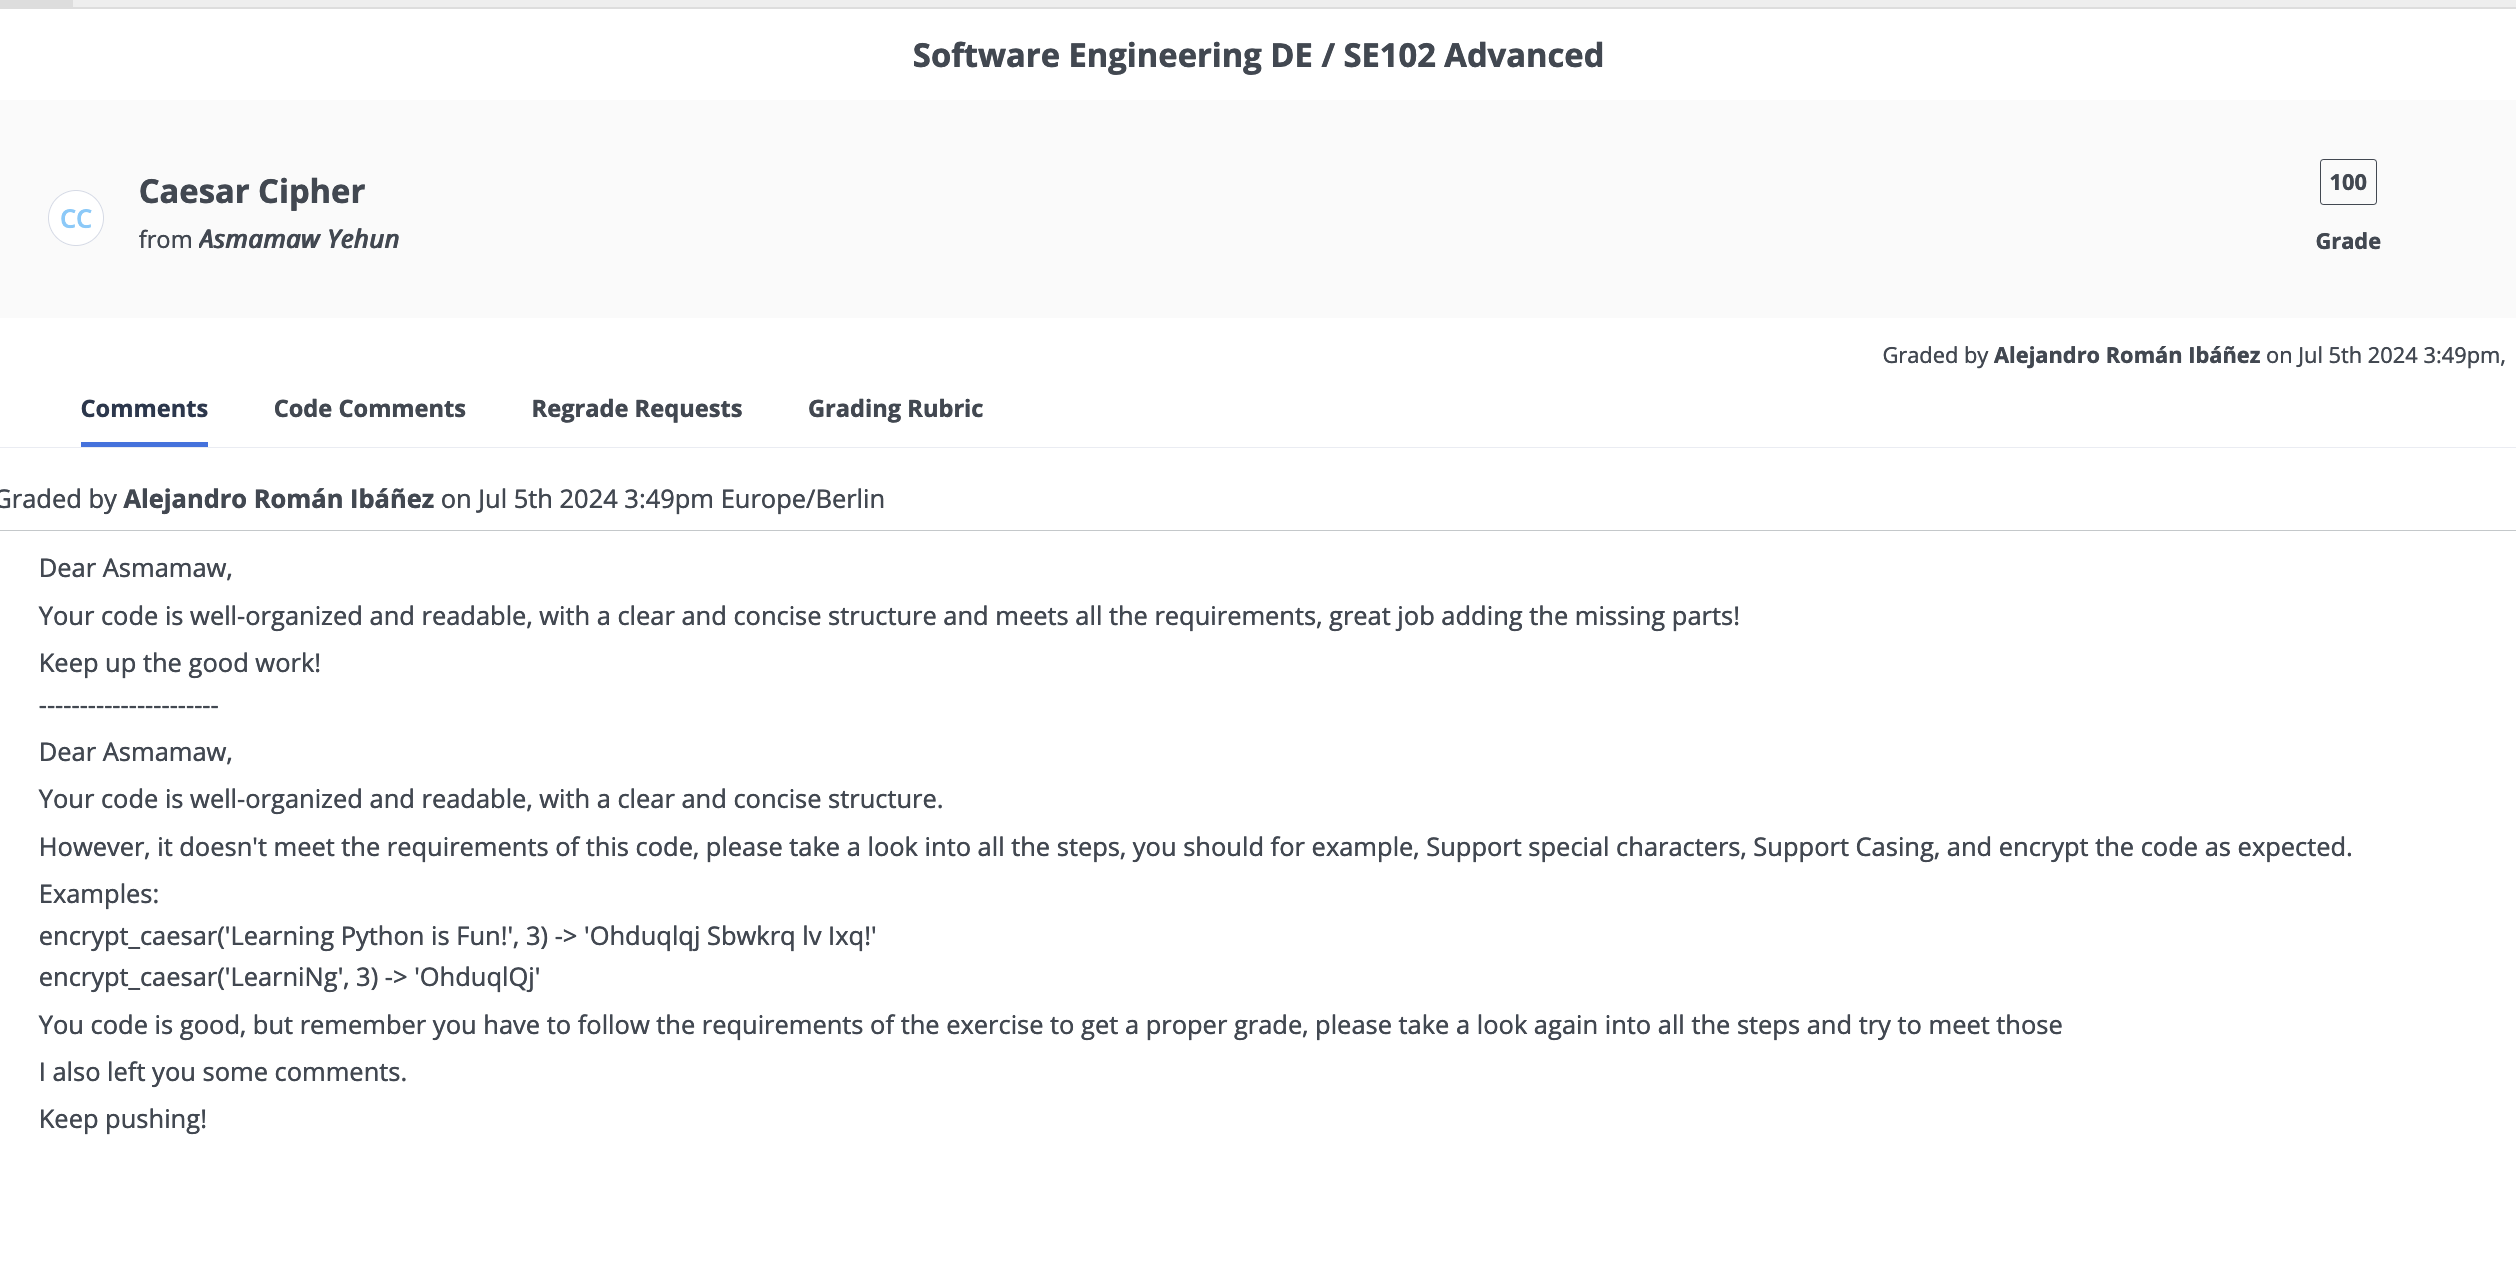 Software Engineering DE / SE102 Advanced
CC
Caesar Cipher
from Asmamaw Yehun
100
Grade
Graded by Alejandro Román Ibáñez on Jul 5th 2024 3:49pm,
Comments Code Comments Regrade Requests Grading Rubric
Graded by Alejandro Román Ibáñez on Jul 5th 2024 3:49pm Europe/Berlin
Dear Asmamaw,
Your code is well-organized and readable, with a clear and concise structure and meets all the requirements, great job adding the missing parts!
Keep up the good work!
----------------------
Dear Asmamaw,
Your code is well-organized and readable, with a clear and concise structure.
However, it doesn't meet the requirements of this code, please take a look into all the steps, you should for example, Support special characters, Support Casing, and encrypt the code as expected.
Examples:
encrypt_caesar('Learning Python is Fun!', 3) -> 'Ohduqlqj Sbwkrq lv Ixq!'
encrypt_caesar('LearniNg', 3) -> 'OhduqlQj'
You code is good, but remember you have to follow the requirements of the exercise to get a proper grade, please take a look again into all the steps and try to meet those
I also left you some comments.
Keep pushing!